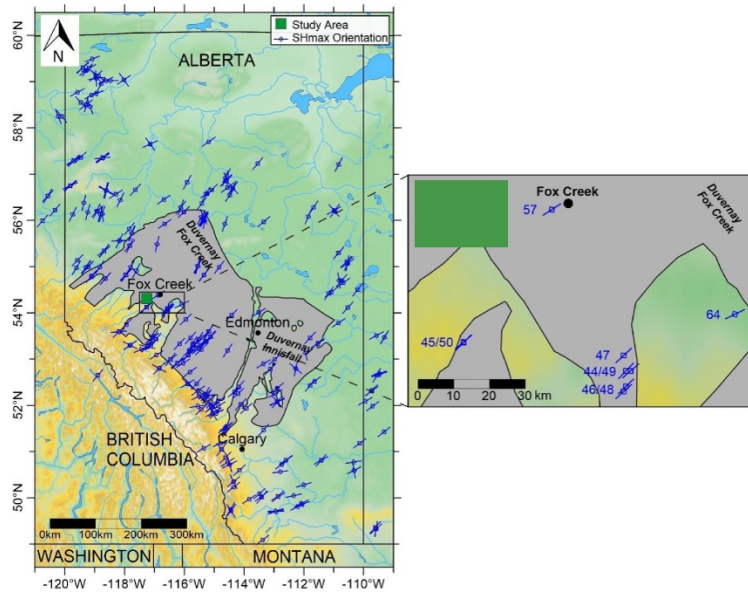 60°N
58°N
56°N
54°N
52°N
50°N
-120°W
-118°W
-116°W
-114°W
-112°W
-110°W
N
Study Area
SHmax Orientation
ALBERTA
Duvernay
Fox Creek
Fox Creek
Edmonton
Duvernay
Innisfail
BRITISH
COLUMBIA
Calgary
0km
100km
200km
300km
WASHINGTON
MONTANA
Fox Creek
57
Duvernay
Fox Creek
64
45/50
47
44/49
46/48
0
10
20
30 km